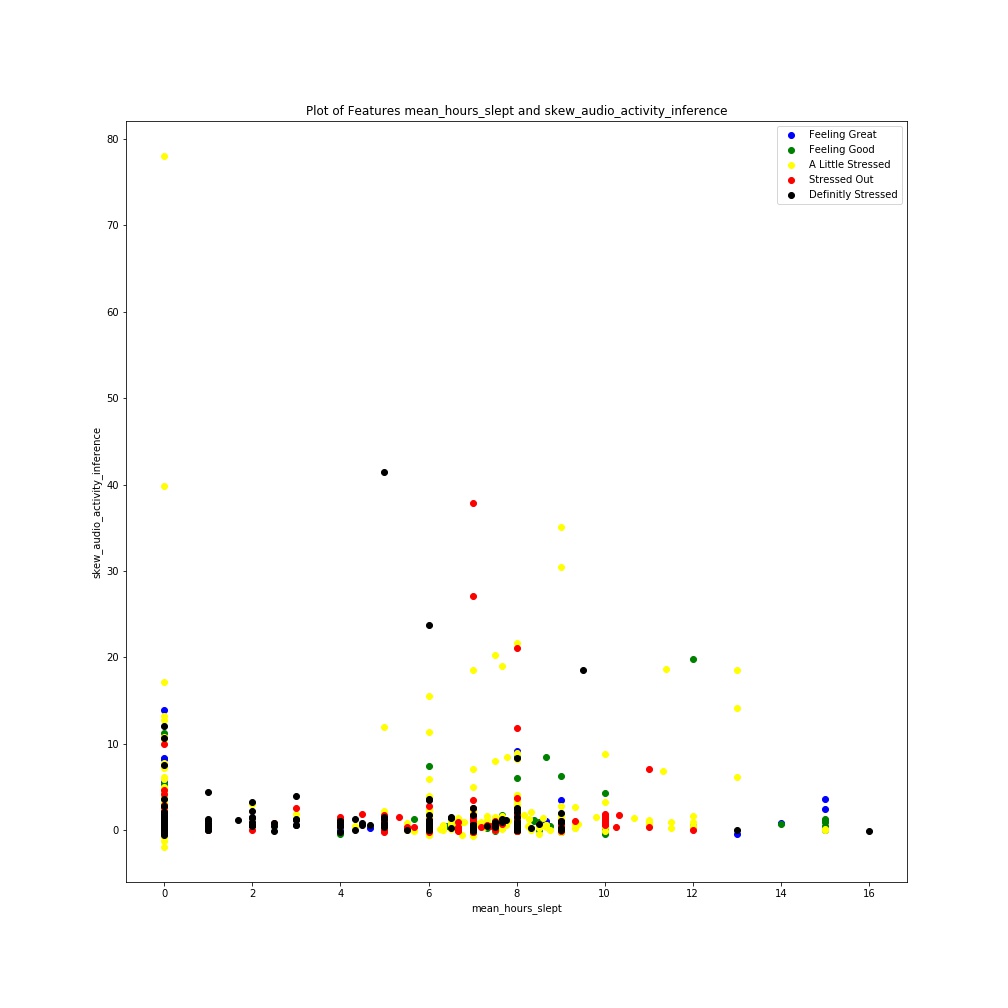 Plot of Features mean_hours_slept and skew_audio_activity_inference
Feeling Great
Feeling Good
A Little Stressed
Stressed Out
Definitly Stressed
80
70
60
50
40
30
20
10
0
skew_audio_activity_inference
0 2 4 6 8 10 12 14 16
mean_hours_slept